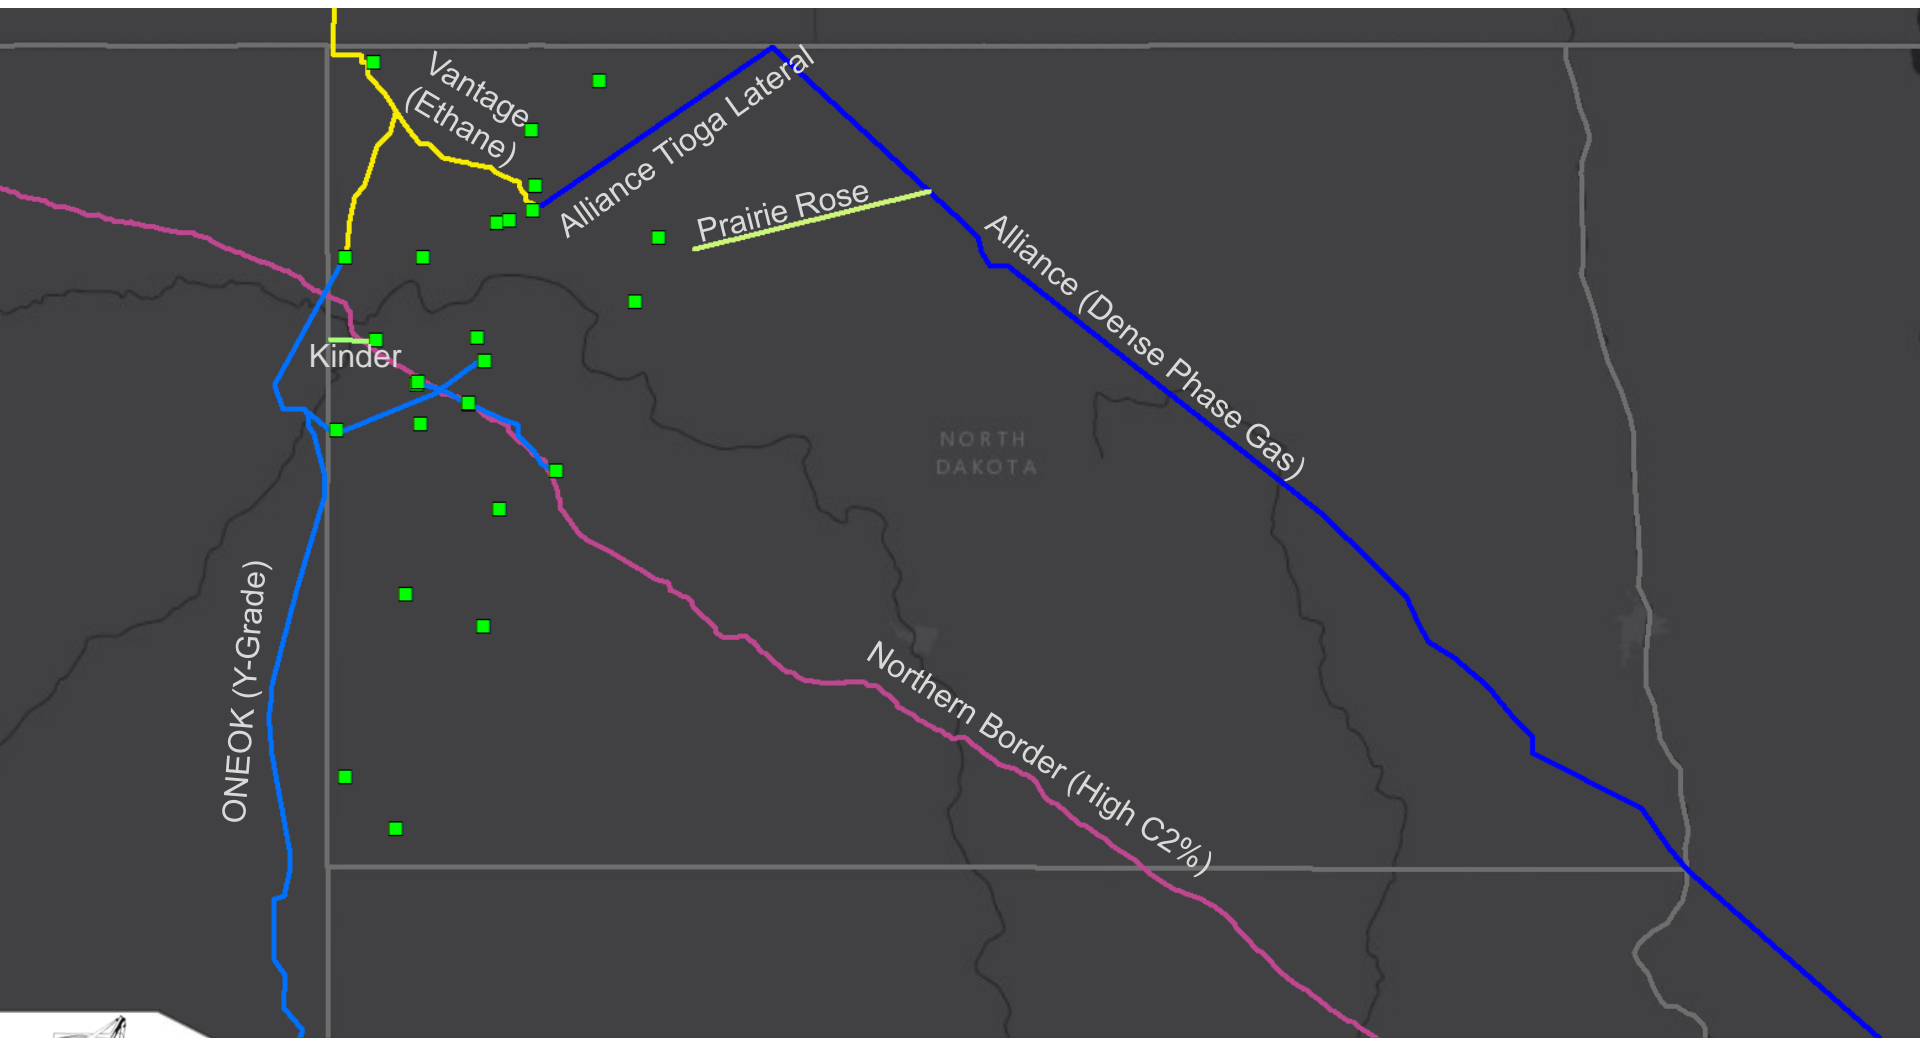 Vantage
(Ethane)
Alliance Tioga Lateral
Prairie Rose
Alliance (Dense Phase Gas)
Kinder
NORTH
DAKOTA
ONEOK (Y-Grade)
Northern Border (High C2%)